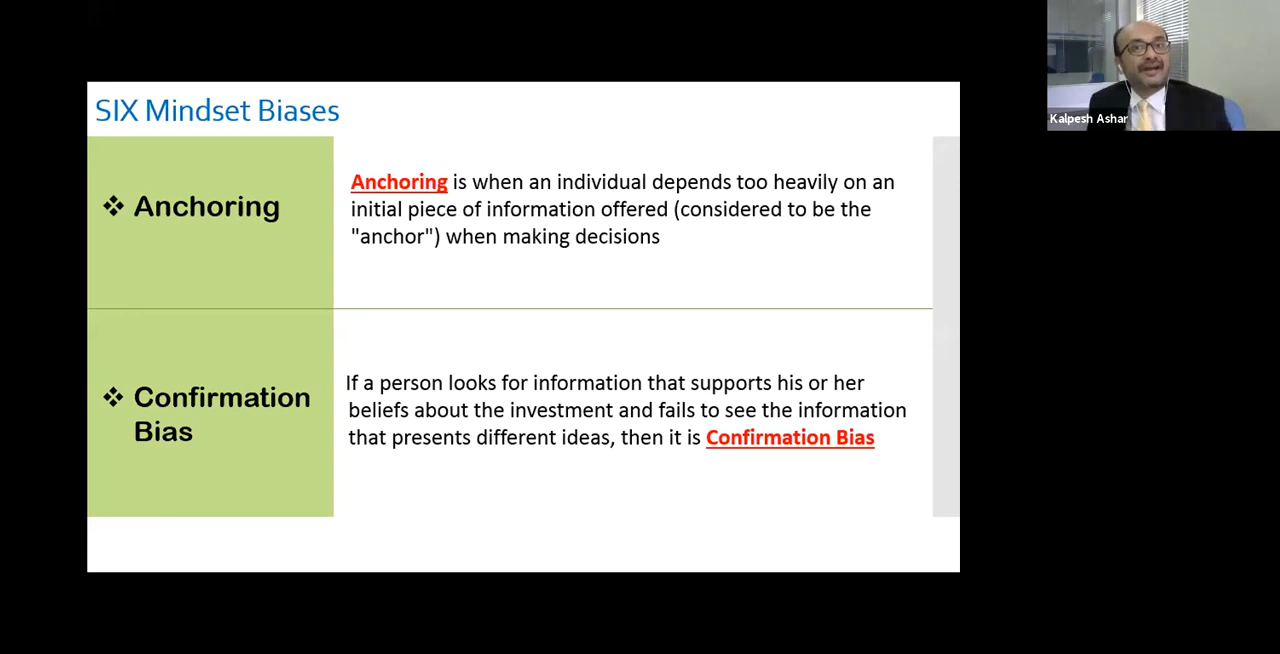 SIX Mindset Biases
❖ Anchoring
Anchoring is when an individual depends too heavily on an
initial piece of information offered (considered to be the
"anchor") when making decisions
❖ Confirmation
Bias
If a person looks for information that supports his or her
beliefs about the investment and fails to see the information
that presents different ideas, then it is Confirmation Bias
Kalpesh Ashar